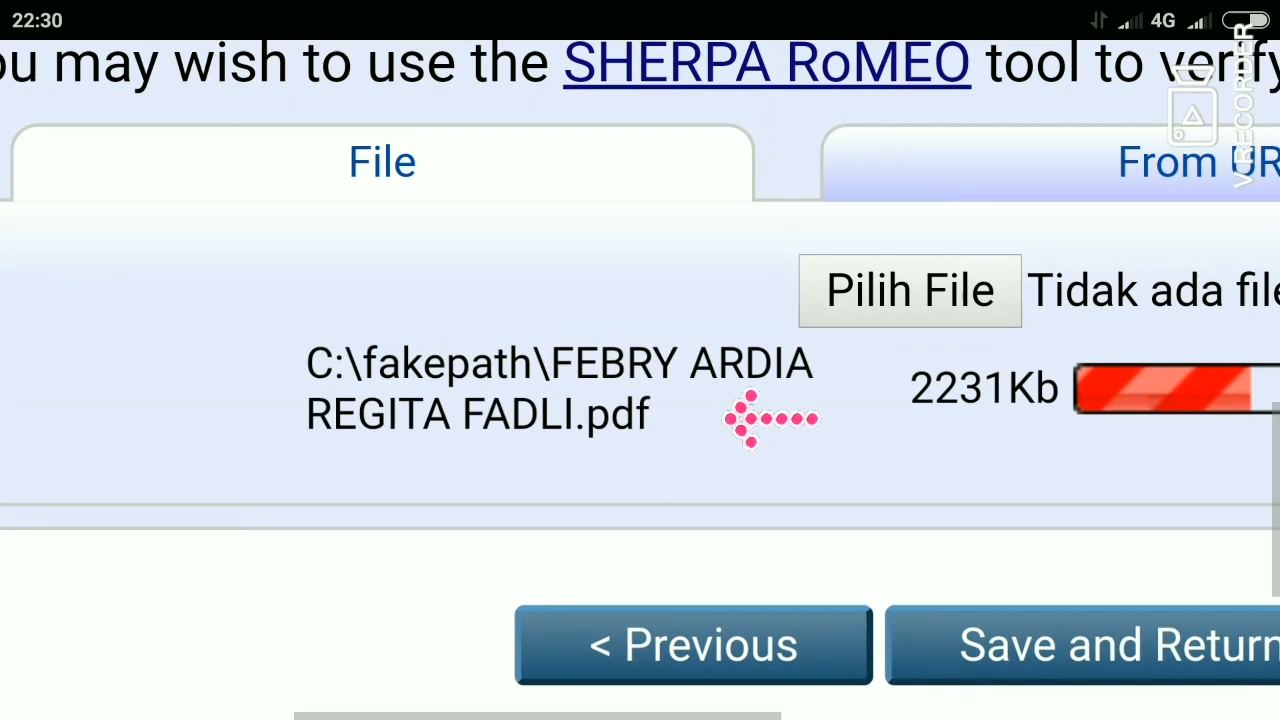 22:30
4G
ou may wish to use the SHERPA RoMEO tool to verify
VRECORDER
File
From UR
Pilih File Tidak ada file
C:\fakepath\FEBRY ARDIA
REGITA FADLI.pdf
2231Kb
< Previous
Save and Return